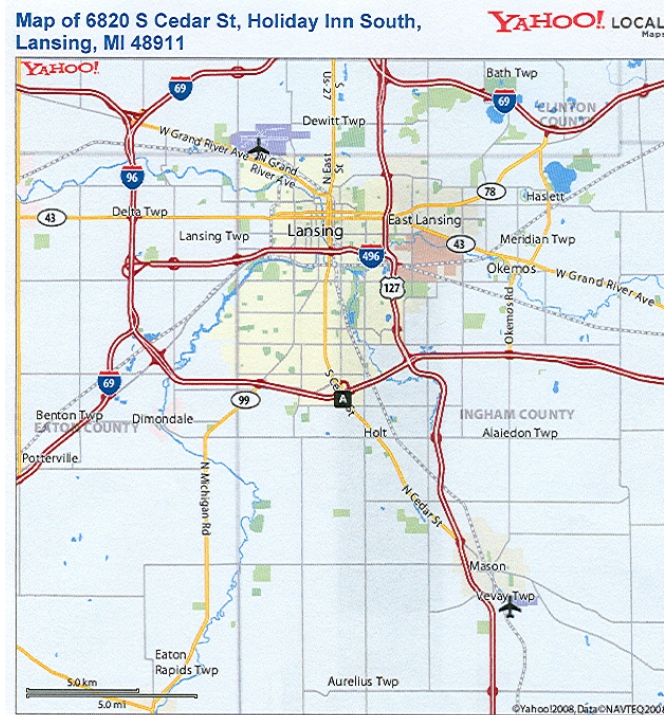 Map of 6820 S Cedar St, Holiday Inn South,
Lansing, MI 48911
YAHOO! LOCAL
Maps
YAHOO!
69
S
Us-27
Bath Twp
69
CLINTON
COUNTY
Dewitt Twp
W Grand River Ave
N Grand
River Ave
N East
96
78
Haslett
43
Delta Twp
East Lansing
Lansing
Lansing Twp
43
Meridian Twp
496
Okemos
W Grand River Ave
127
Okemos Rd
69
99
A
Benton Twp
EATON COUNTY
Dimondale
INGHAM COUNTY
Holt
Alaiedon Twp
Potterville
N Michigan Rd
N Cedar St
Mason
Vevay Twp
Eaton
Rapids Twp
Aurelius Twp
5.0 km
5.0 mi
©Yahoo!2008, Data©NAVTEQ2008